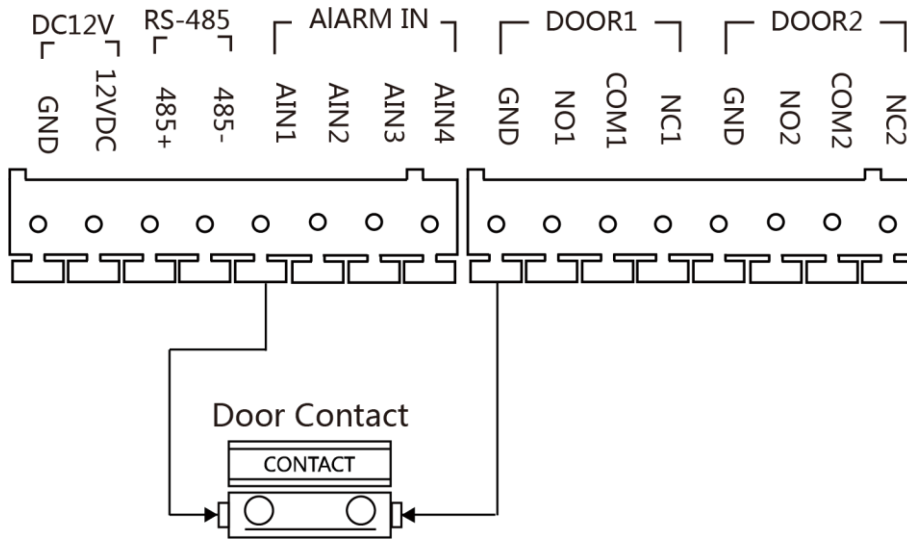 DC12V RS-485 AlARM IN DOOR1 DOOR2
GND 12VDC 485+ 485- AIN1 AIN2 AIN3 AIN4 GND NO1 COM1 NC1 GND NO2 COM2 NC2
Door Contact
CONTACT